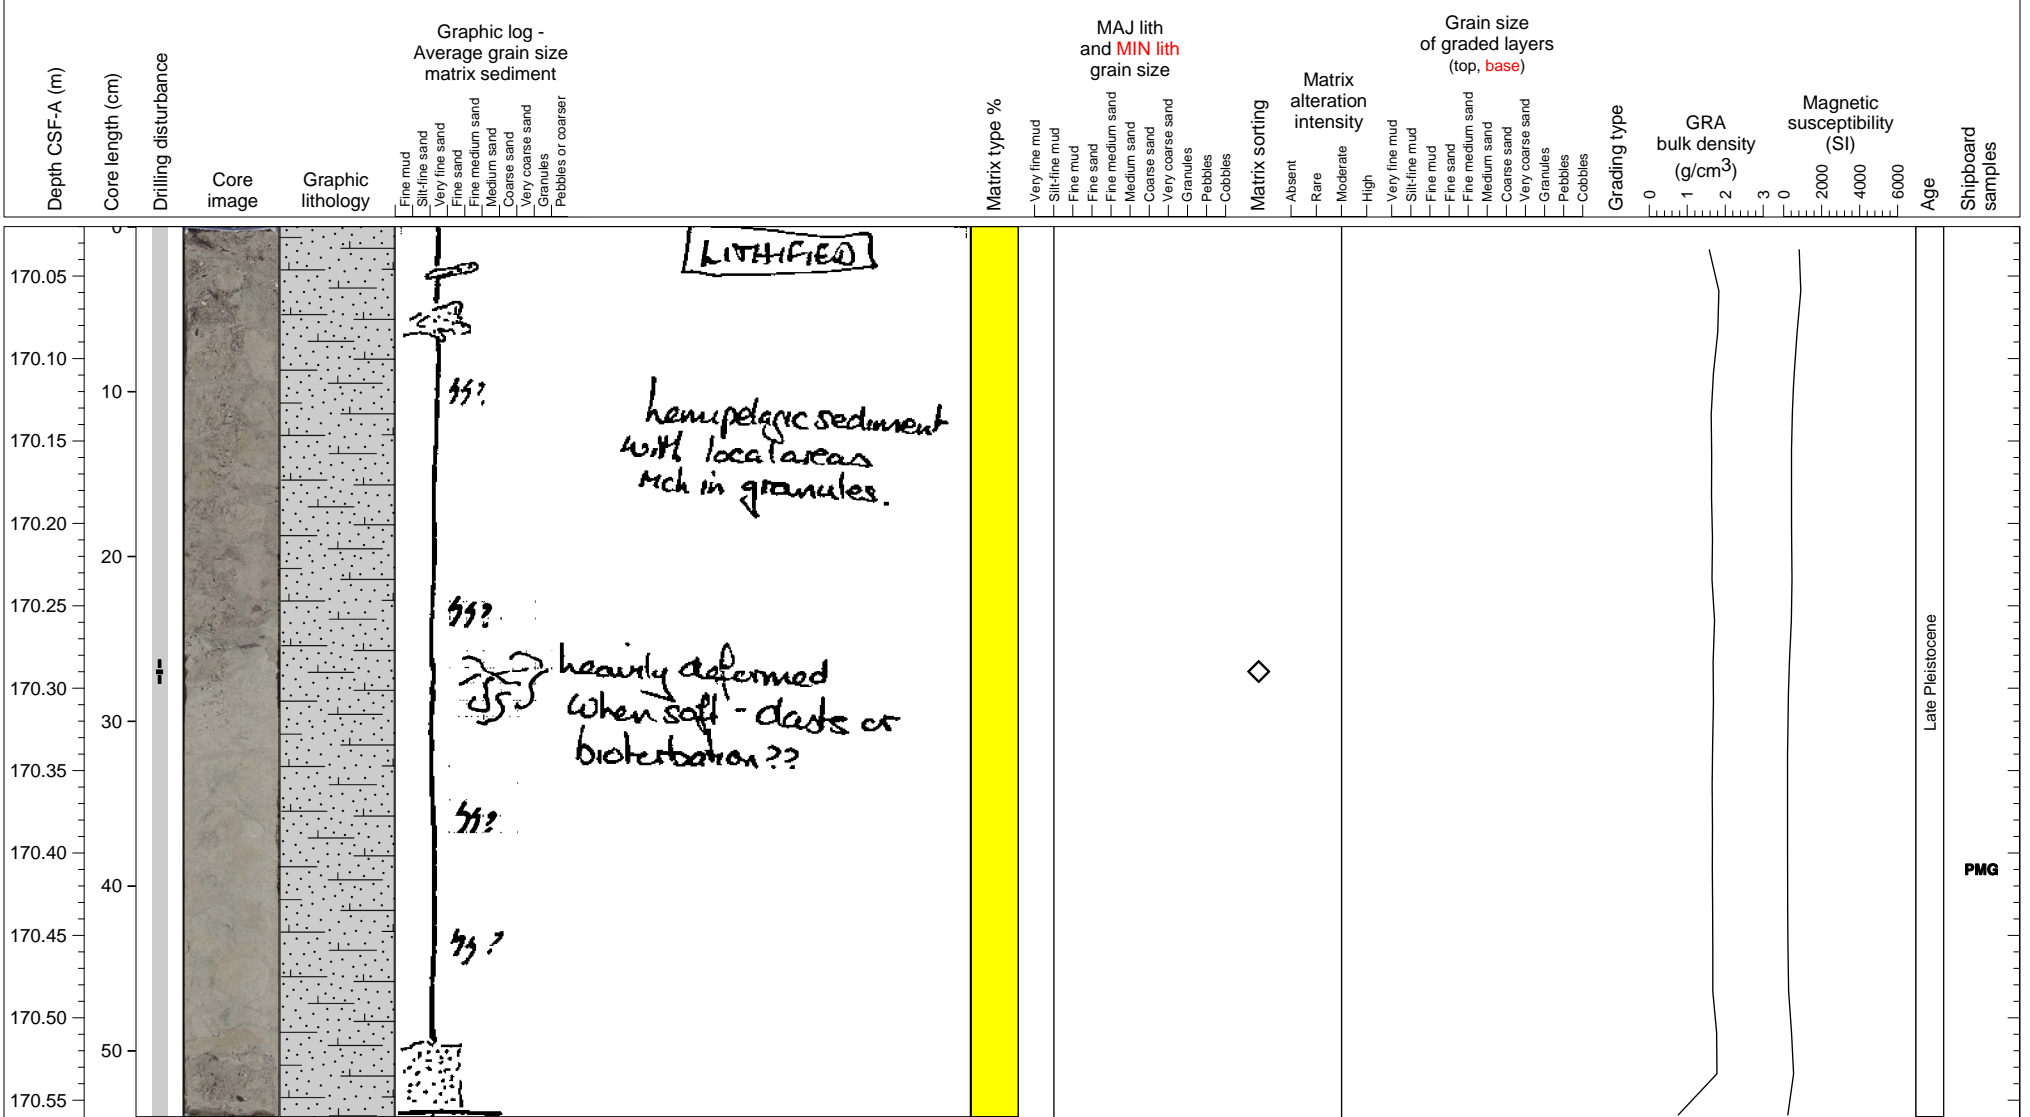 Depth CSF-A (m)
Core length (cm)
Drilling disturbance
Core
image
Graphic
lithology
Graphic log -
Average grain size
matrix sediment
Fine mud
Silt-fine sand
Very fine sand
Fine sand
Fine medium sand
Medium sand
Coarse sand
Very coarse sand
Granules
Pebbles or coarser
Matrix type %
MAJ lith
and MIN lith
grain size
Very fine mud
Silt-fine mud
Fine mud
Fine sand
Fine medium sand
Medium sand
Coarse sand
Very coarse sand
Granules
Pebbles
Cobbles
Matrix sorting
Matrix
alteration
intensity
Absent
Rare
Moderate
High
Grain size
of graded layers
(top, base)
Very fine mud
Silt-fine mud
Fine mud
Fine sand
Fine medium sand
Medium sand
Coarse sand
Very coarse sand
Granules
Pebbles
Cobbles
Grading type
GRA
bulk density
(g/cm3)
0 1 2 3
Magnetic
susceptibility
(SI)
0 2000 4000 6000
Age
Shipboard
samples
170.05
170.10
170.15
170.20
170.25
170.30
170.35
170.40
170.45
170.50
170.55
0
10
20
30
40
50
LITHIFIED
hemipelagic sediment
with local areas
rich in granules.
heavily deformed
when soft - clasts or
bioterbation??
Late Pleistocene
PMG